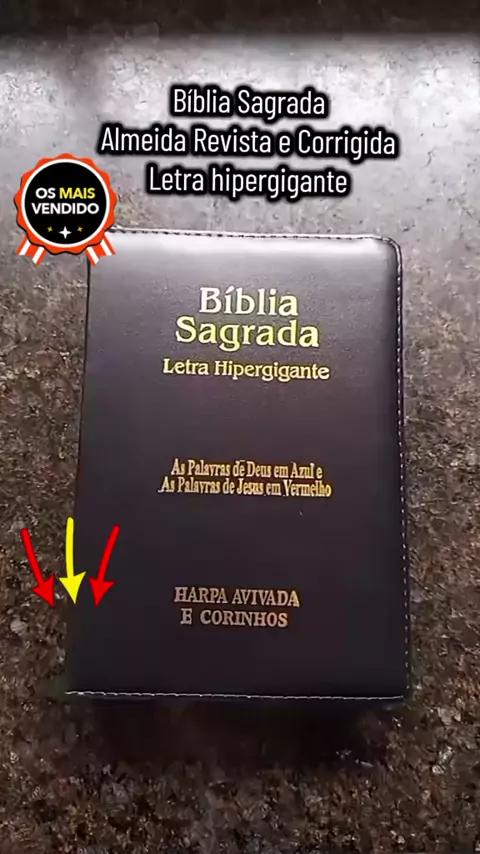 Bíblia Sagrada
Almeida Revista e Corrigida
Letra hipergigante
OS MAIS
VENDIDO
Bíblia
Sagrada
Letra Hipergigante
As Palavras de Deus em Azul e
As Palavras de Jesus em Vermelho
HARPA AVIVADA
E CORINHOS